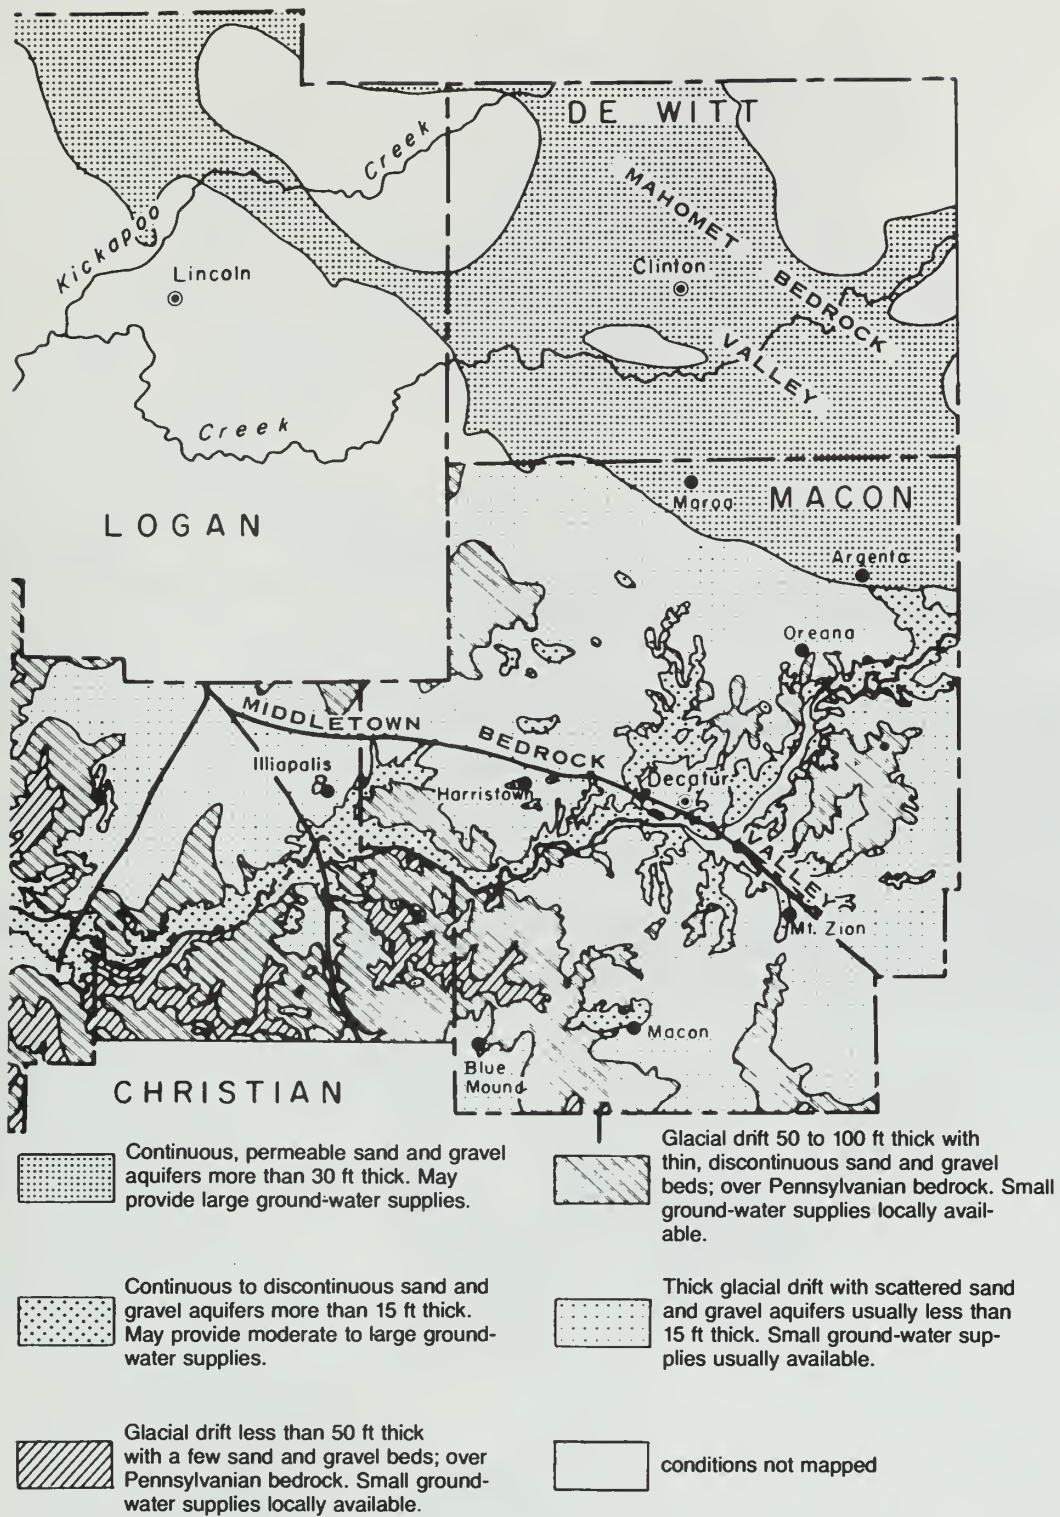 DE WITT
MAHOMET
BEDROCK
VALLEY
Kickapoo
Creek
Lincoln
Clinton
Creek
LOGAN
Maroa
MACON
Argenta
Oreana
MIDDLETOWN
BEDROCK
VALLEY
Illiapolis
Harristown
Decatur
Mt. Zion
Macon
Blue
Mound
CHRISTIAN
Continuous, permeable sand and gravel
aquifers more than 30 ft thick. May
provide large ground-water supplies.
Continuous to discontinuous sand and
gravel aquifers more than 15 ft thick.
May provide moderate to large ground-
water supplies.
Glacial drift less than 50 ft thick
with a few sand and gravel beds; over
Pennsylvanian bedrock. Small ground-
water supplies locally available.
Glacial drift 50 to 100 ft thick with
thin, discontinuous sand and gravel
beds; over Pennsylvanian bedrock. Small
ground-water supplies locally avail-
able.
Thick glacial drift with scattered sand
and gravel aquifers usually less than
15 ft thick. Small ground-water sup-
plies usually available.
conditions not mapped